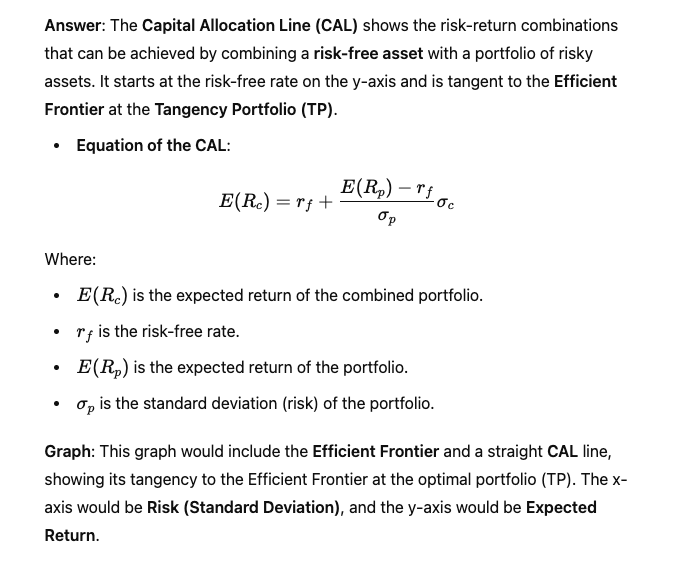 Answer: The Capital Allocation Line (CAL) shows the risk-return combinations
that can be achieved by combining a risk-free asset with a portfolio of risky
assets. It starts at the risk-free rate on the y-axis and is tangent to the Efficient
Frontier at the Tangency Portfolio (TP).
• Equation of the CAL:
E(R_c) = r_f + \frac{E(R_p) − r_f}{σ_p} σ_c
Where:
• E(R_c) is the expected return of the combined portfolio.
• r_f is the risk-free rate.
• E(R_p) is the expected return of the portfolio.
• σ_p is the standard deviation (risk) of the portfolio.
Graph: This graph would include the Efficient Frontier and a straight CAL line,
showing its tangency to the Efficient Frontier at the optimal portfolio (TP). The x-
axis would be Risk (Standard Deviation), and the y-axis would be Expected
Return.